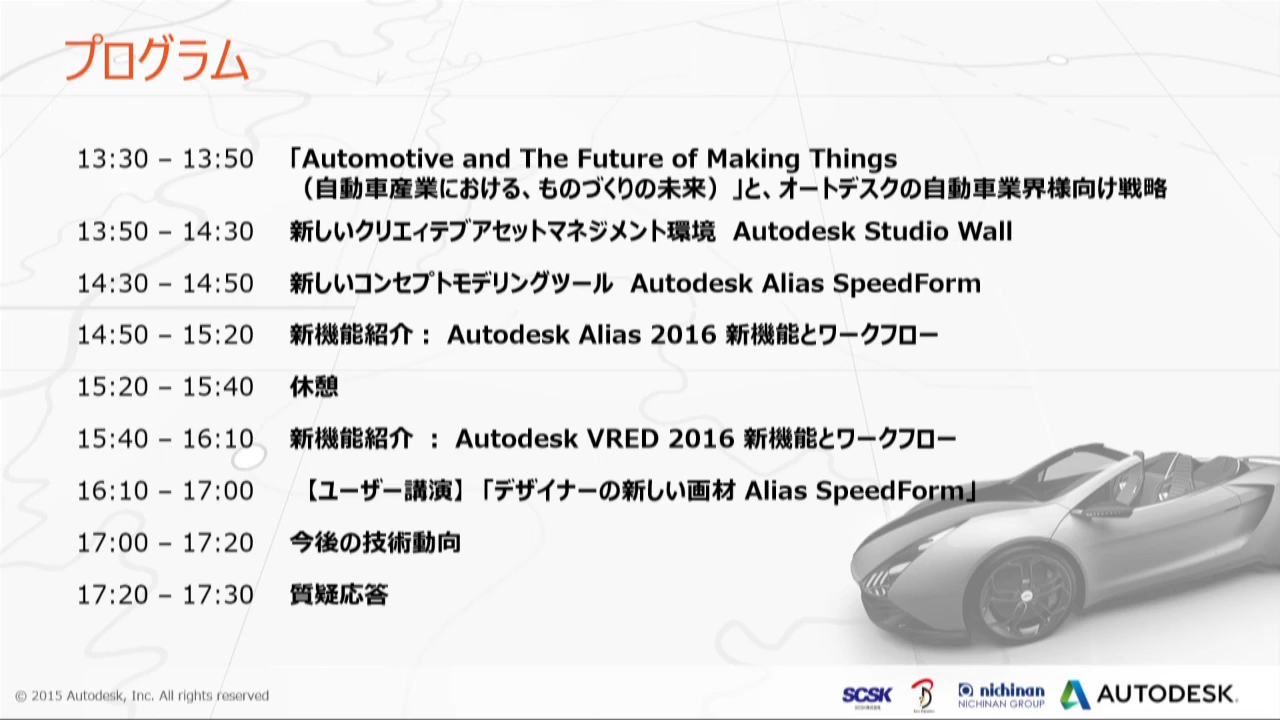 プログラム
13:30 – 13:50 「Automotive and The Future of Making Things
（自動車産業における、ものづくりの未来）」と、オートデスクの自動車業界様向け戦略
13:50 – 14:30 新しいクリエィテブアセットマネジメント環境 Autodesk Studio Wall
14:30 – 14:50 新しいコンセプトモデリングツール Autodesk Alias SpeedForm
14:50 – 15:20 新機能紹介： Autodesk Alias 2016 新機能とワークフロー
15:20 – 15:40 休憩
15:40 – 16:10 新機能紹介 ： Autodesk VRED 2016 新機能とワークフロー
16:10 – 17:00 【ユーザー講演】「デザイナーの新しい画材 Alias SpeedForm」
17:00 – 17:20 今後の技術動向
17:20 – 17:30 質疑応答
© 2015 Autodesk, Inc. All rights reserved
SCSK
nichinan
NICHINAN GROUP
AUTODESK.